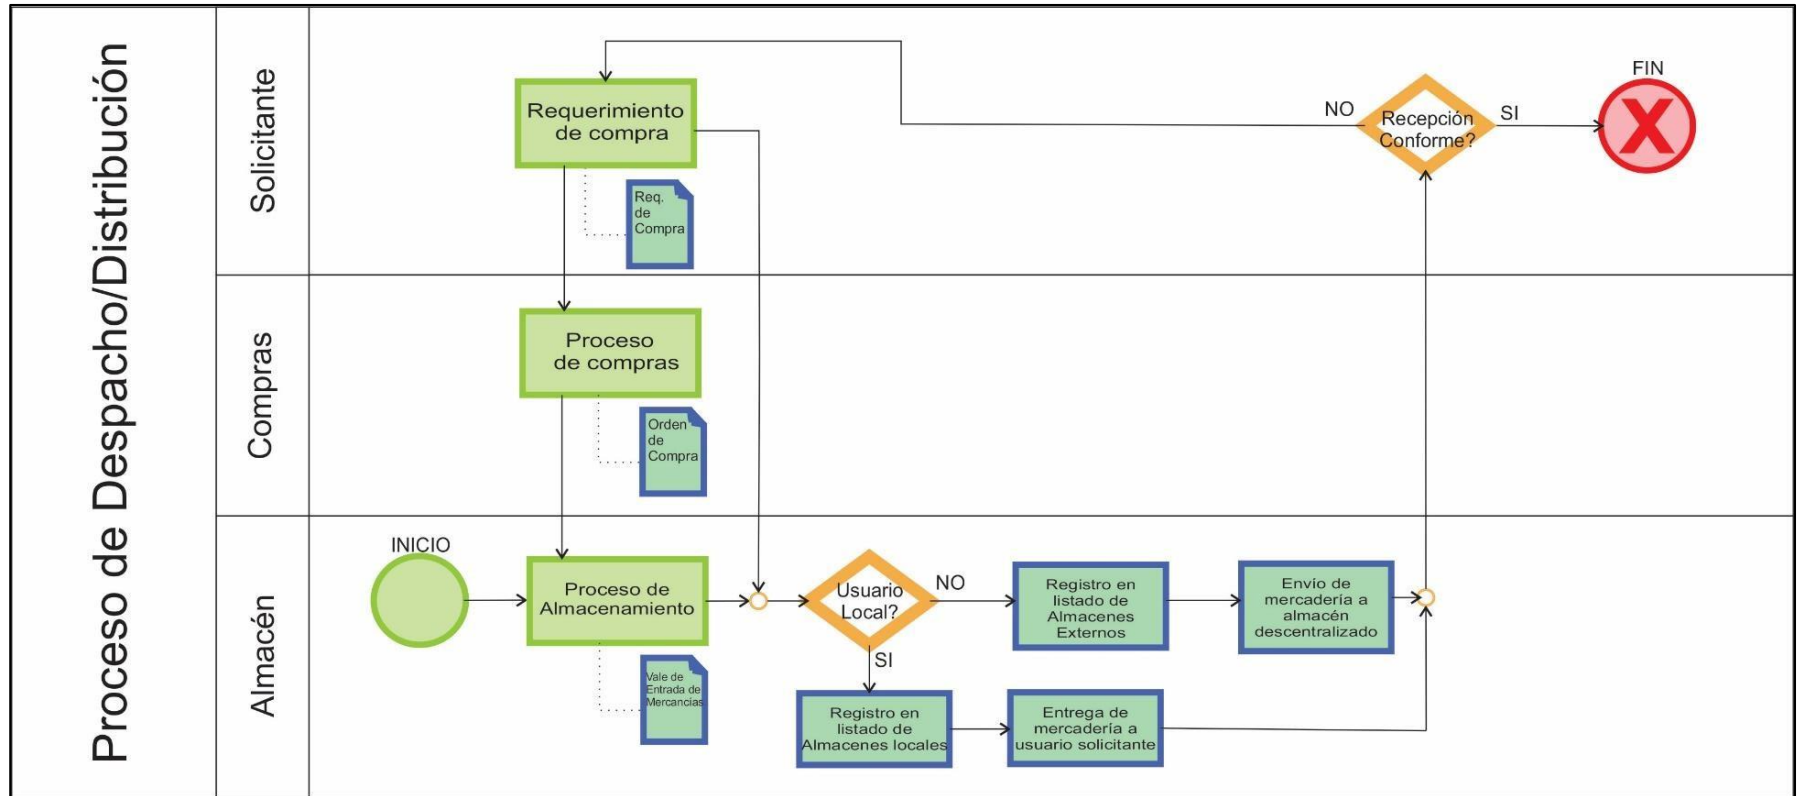 Proceso de Despacho/Distribución
Solicitante
Requerimiento
de compra
Req.
de
Compra
NO
Recepción
Conforme?
SI
FIN
X
Compras
Proceso
de compras
Orden
de
Compra
Almacén
INICIO
Proceso de
Almacenamiento
Vale de
Entrada de
Mercancías
Usuario
Local?
NO
SI
Registro en
listado de
Almacenes
Externos
Envio de
mercadería a
almacén
descentralizado
Registro en
listado de
Almacenes locales
Entrega de
mercadería a
usuario solicitante